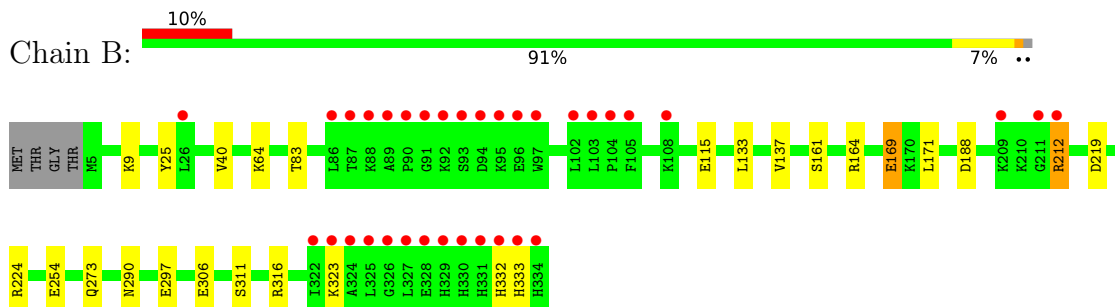 10%
Chain B:
91% 7% ••
MET THR GLY THR M5 K9 Y25 L26 V40 K64 T83 L86 T87 K88 A89 P90 G91 K92 S93 D94 K95 E96 W97 L102 L103 P104 F105 K108 E115 L133 V137 S161 R164 E169 K170 L171 D188 K209 K210 G211 R212 D219
R224 E254 Q273 N290 E297 E306 S311 R316 I322 K323 A324 L325 G326 L327 E328 H329 H330 H331 H332 H333 H334